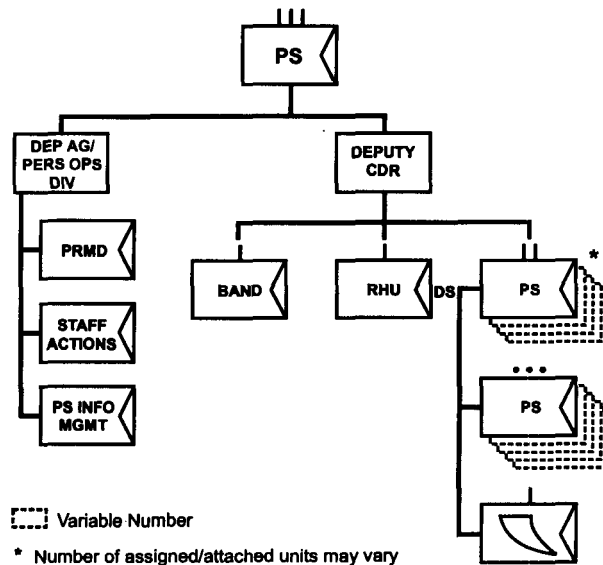 PS
DEP AG/
PERS OPS
DIV
DEPUTY
CDR
PRMD
STAFF
ACTIONS
PS INFO
MGMT
BAND
RHU
DS
PS
*
PS
Variable Number
* Number of assigned/attached units may vary